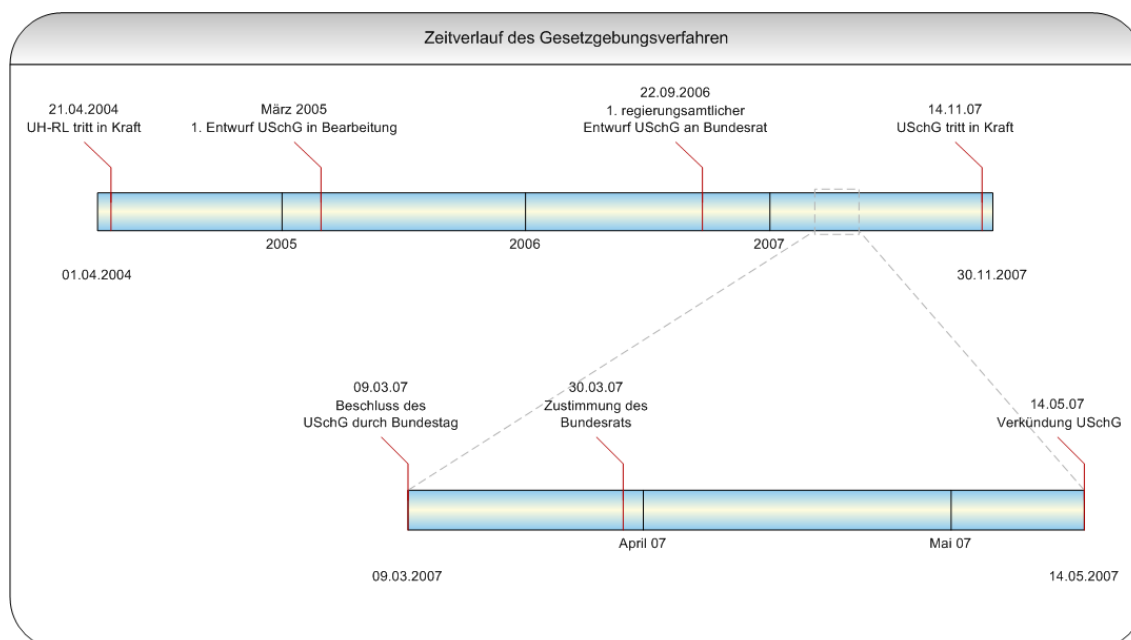 Zeitverlauf des Gesetzgebungsverfahren
21.04.2004
UH-RL tritt in Kraft
März 2005
1. Entwurf USchG in Bearbeitung
22.09.2006
1. regierungsamtlicher
Entwurf USchG an Bundesrat
14.11.07
USchG tritt in Kraft
2005
2006
2007
01.04.2004
30.11.2007
09.03.07
Beschluss des
USchG durch Bundestag
30.03.07
Zustimmung des
Bundesrats
14.05.07
Verkündung USchG
April 07
Mai 07
09.03.2007
14.05.2007